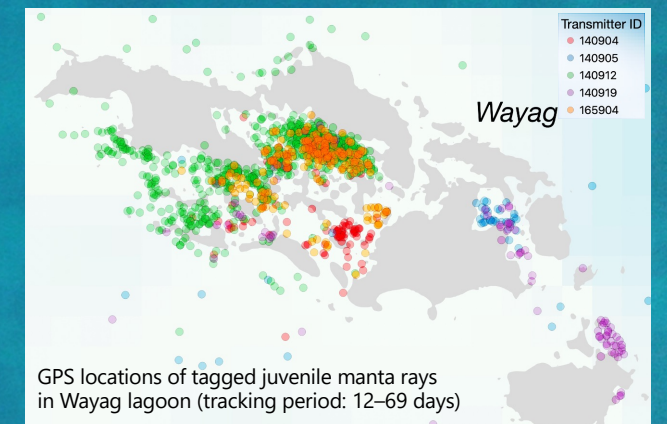 Transmitter ID
140904
140905
140912
140919
165904
Wayag
GPS locations of tagged juvenile manta rays
in Wayag lagoon (tracking period: 12–69 days)